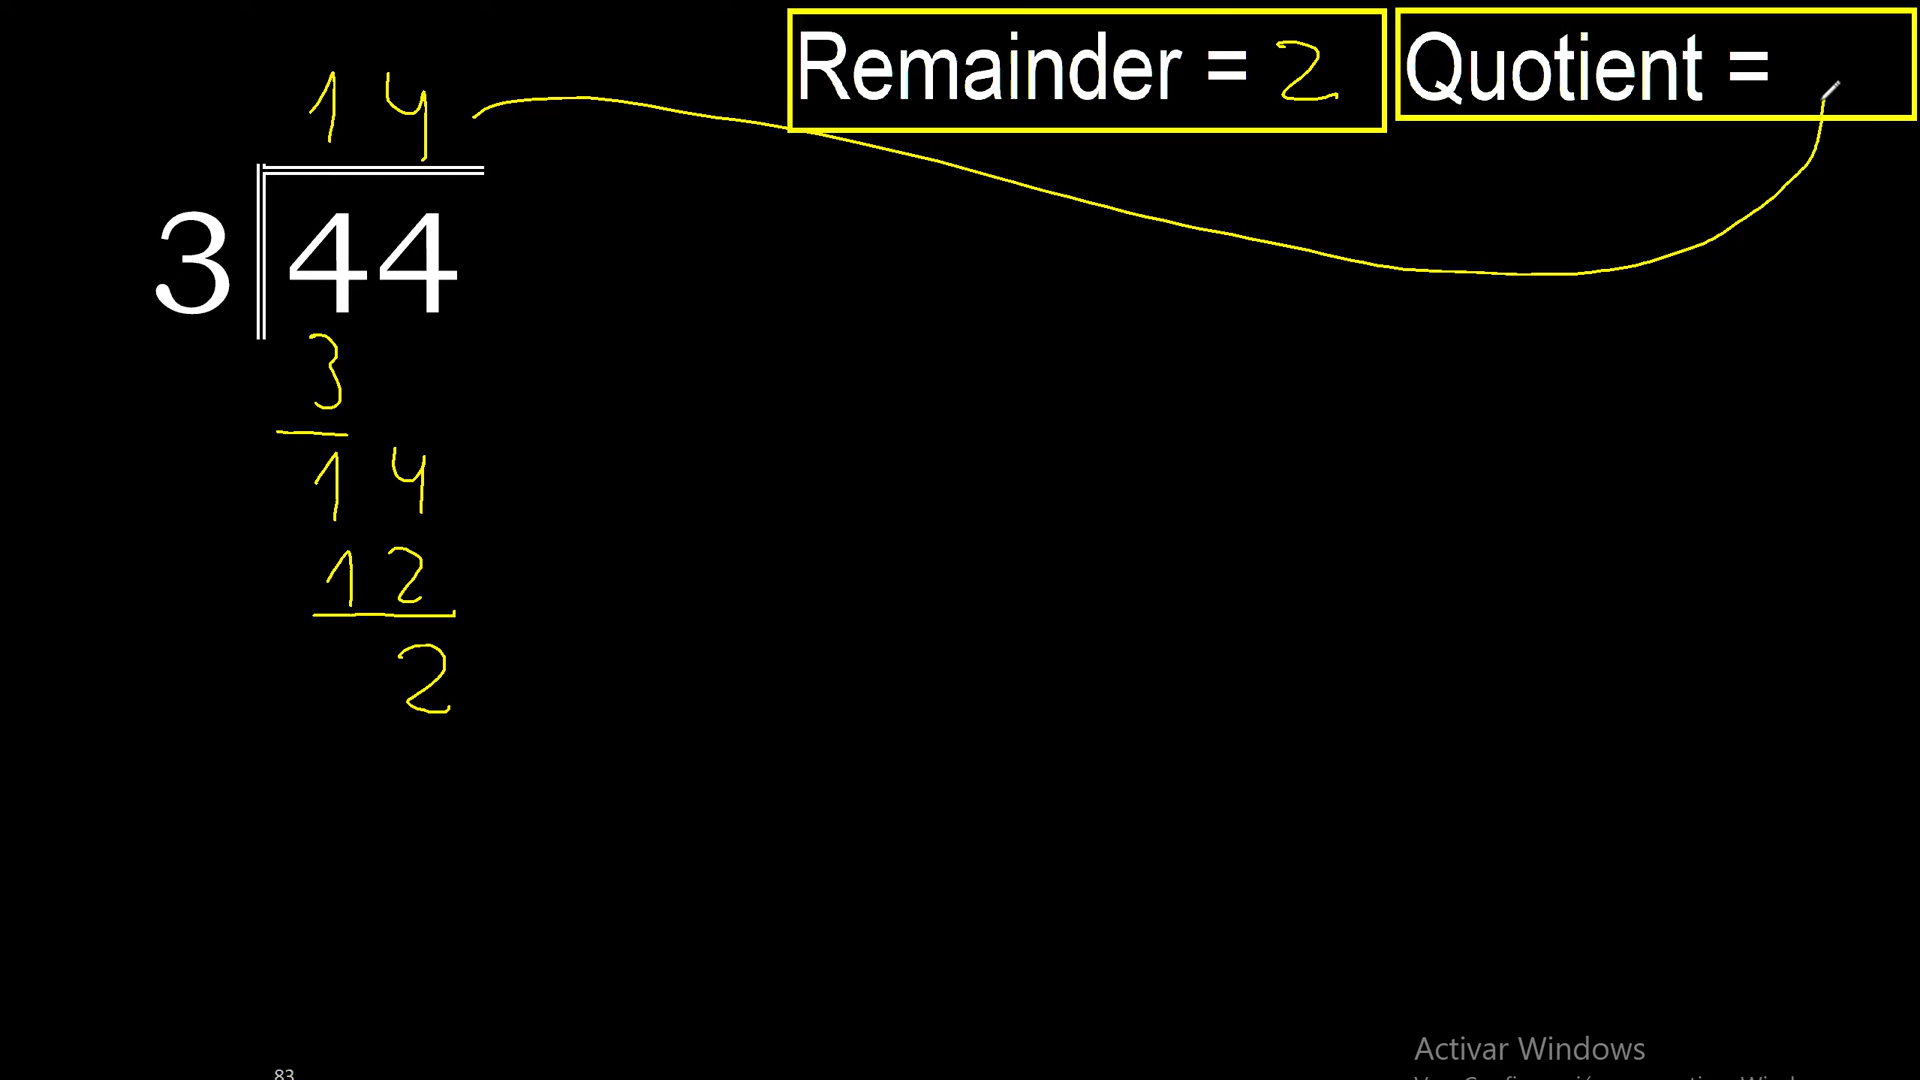 Remainder = 2
Quotient =
14
3 44
3
14
12
2
Activar Windows
83